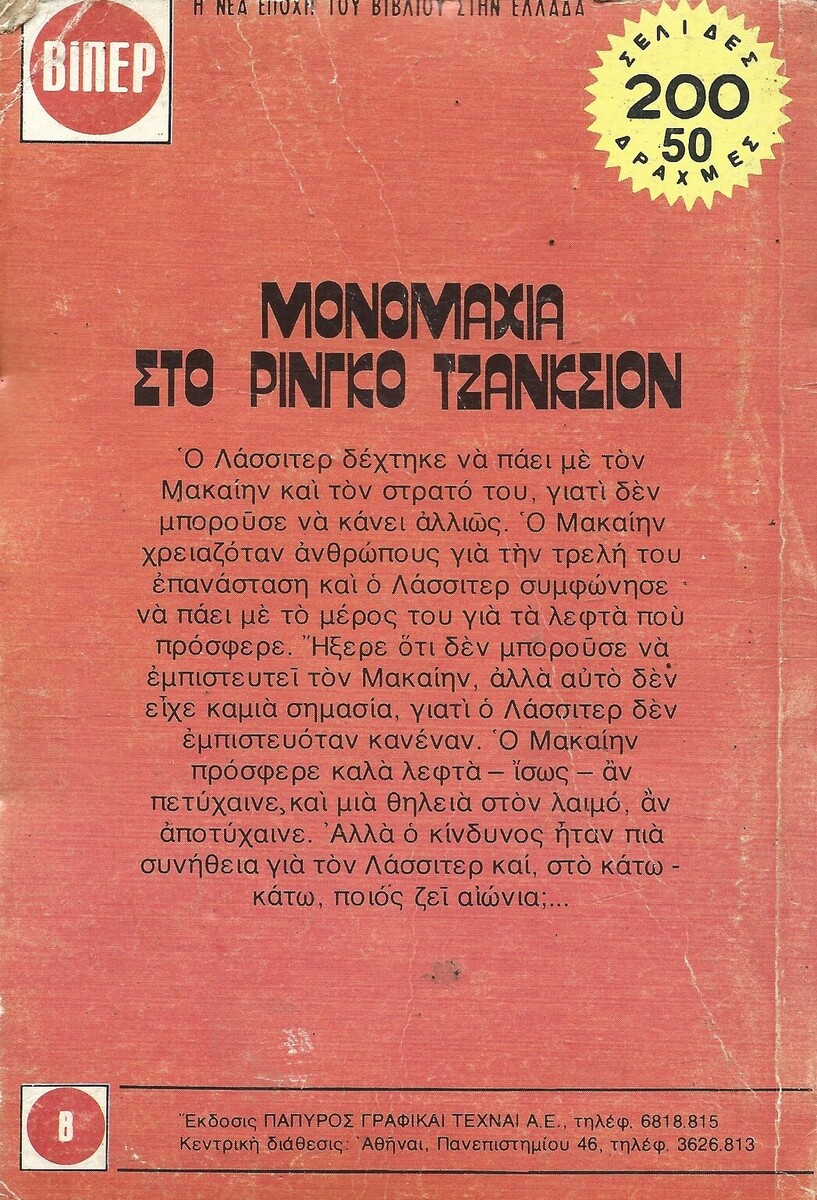 Η ΝΕΑ ΕΠΟΧΗ ΤΟΥ ΒΙΒΛΙΟΥ ΣΤΗΝ ΕΛΛΑΔΑ
ΒΙΠΕΡ
ΣΕΛΙΔΕΣ
200
50
ΔΡΑΧΜΕΣ
ΜΟΝΟΜΑΧΙΑ
ΣΤΟ ΡΙΝΓΚΟ ΤΖΑΝΚΣΙΟΝ
Ὁ Λάσσιτερ δέχτηκε νὰ πάει μὲ τὸν
Μακαίην καὶ τὸν στρατό του, γιατὶ δὲν
μποροῦσε νὰ κάνει ἀλλιῶς. Ὁ Μακαίην
χρειαζόταν ἀνθρώπους γιὰ τὴν τρελή του
ἐπανάσταση καὶ ὁ Λάσσιτερ συμφώνησε
νὰ πάει μὲ τὸ μέρος του γιὰ τὰ λεφτὰ ποὺ
πρόσφερε. Ἤξερε ὅτι δὲν μποροῦσε νὰ
ἐμπιστευτεῖ τὸν Μακαίην, ἀλλὰ αὐτὸ δὲν
εἶχε καμιὰ σημασία, γιατὶ ὁ Λάσσιτερ δὲν
ἐμπιστευόταν κανέναν. Ὁ Μακαίην
πρόσφερε καλὰ λεφτὰ – ἴσως – ἂν
πετύχαινε, καὶ μιὰ θηλειὰ στὸν λαιμό, ἂν
ἀποτύχαινε. Ἀλλὰ ὁ κίνδυνος ἦταν πιὰ
συνήθεια γιὰ τὸν Λάσσιτερ καί, στὸ κάτω -
κάτω, ποιός ζεῖ αἰώνια;...
Β
Ἔκδοσις ΠΑΠΥΡΟΣ ΓΡΑΦΙΚΑΙ ΤΕΧΝΑΙ Α.Ε., τηλέφ. 6818.815
Κεντρικὴ διάθεσις: Ἀθῆναι, Πανεπιστημίου 46, τηλέφ. 3626.813